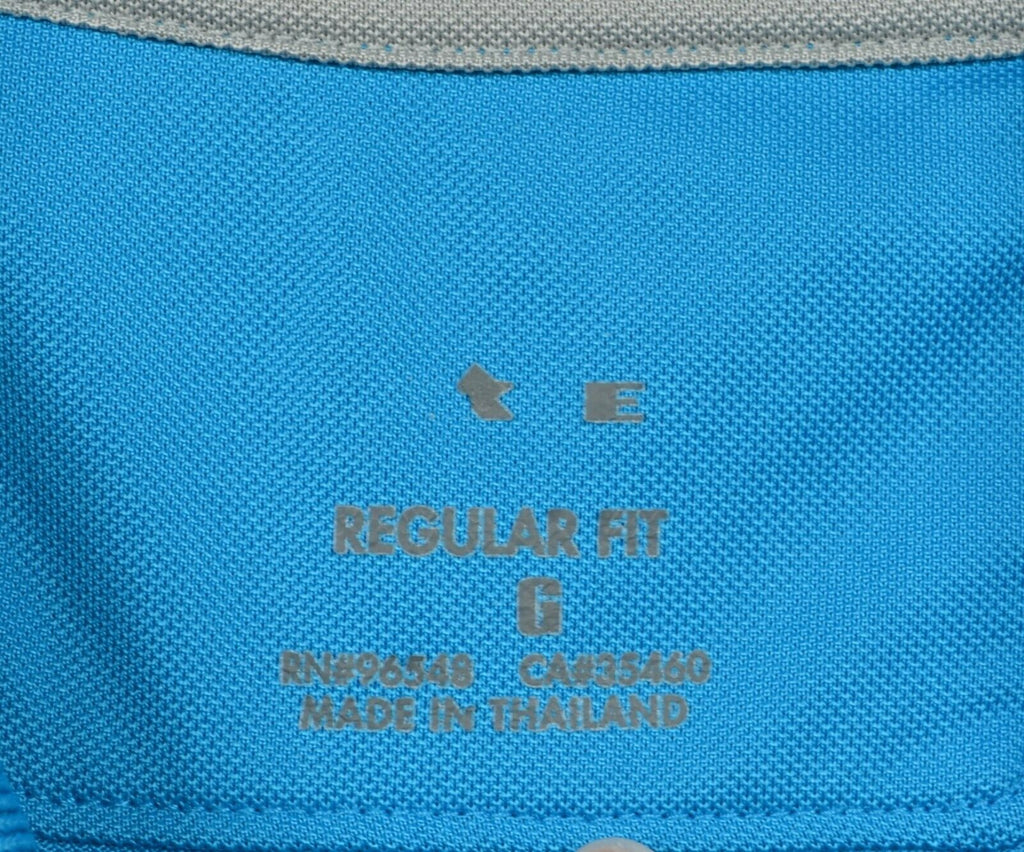 REGULAR FIT
G
RN#96548 CA#35460
MADE IN THAILAND